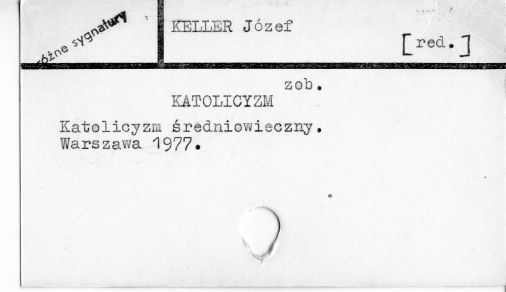 różne sygnatury
KELLER Józef
[red.]
zob.
KATOLICYZM
Katolicyzm średniowieczny.
Warszawa 1977.